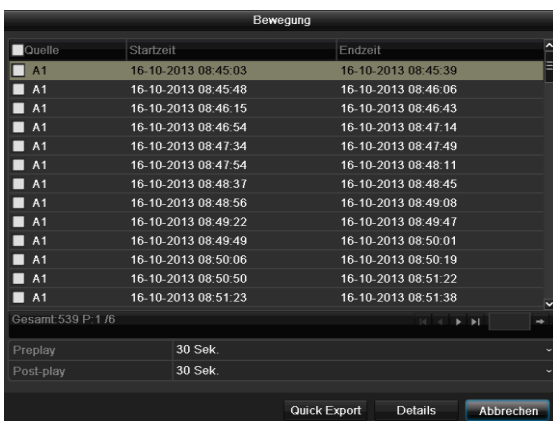 Bewegung
Quelle Startzeit Endzeit
A1 16-10-2013 08:45:03 16-10-2013 08:45:39
A1 16-10-2013 08:45:48 16-10-2013 08:46:06
A1 16-10-2013 08:46:15 16-10-2013 08:46:43
A1 16-10-2013 08:46:54 16-10-2013 08:47:14
A1 16-10-2013 08:47:34 16-10-2013 08:47:49
A1 16-10-2013 08:47:54 16-10-2013 08:48:11
A1 16-10-2013 08:48:37 16-10-2013 08:48:45
A1 16-10-2013 08:48:56 16-10-2013 08:49:08
A1 16-10-2013 08:49:22 16-10-2013 08:49:47
A1 16-10-2013 08:49:49 16-10-2013 08:50:01
A1 16-10-2013 08:50:06 16-10-2013 08:50:19
A1 16-10-2013 08:50:50 16-10-2013 08:51:22
A1 16-10-2013 08:51:23 16-10-2013 08:51:38
Gesamt:539 P:1 /6
Preplay 30 Sek.
Post-play 30 Sek.
Quick Export Details Abbrechen